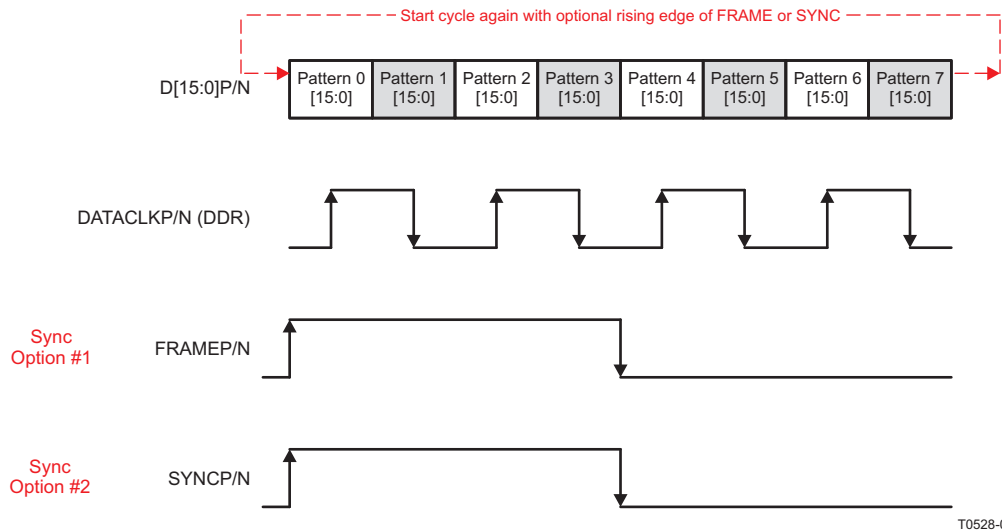 Start cycle again with optional rising edge of FRAME or SYNC
D[15:0]P/N
Pattern 0 Pattern 1 Pattern 2 Pattern 3 Pattern 4 Pattern 5 Pattern 6 Pattern 7
[15:0] [15:0] [15:0] [15:0] [15:0] [15:0] [15:0] [15:0]
DATACLKP/N (DDR)
Sync
Option #1
FRAMEP/N
Sync
Option #2
SYNCP/N
T0528-0